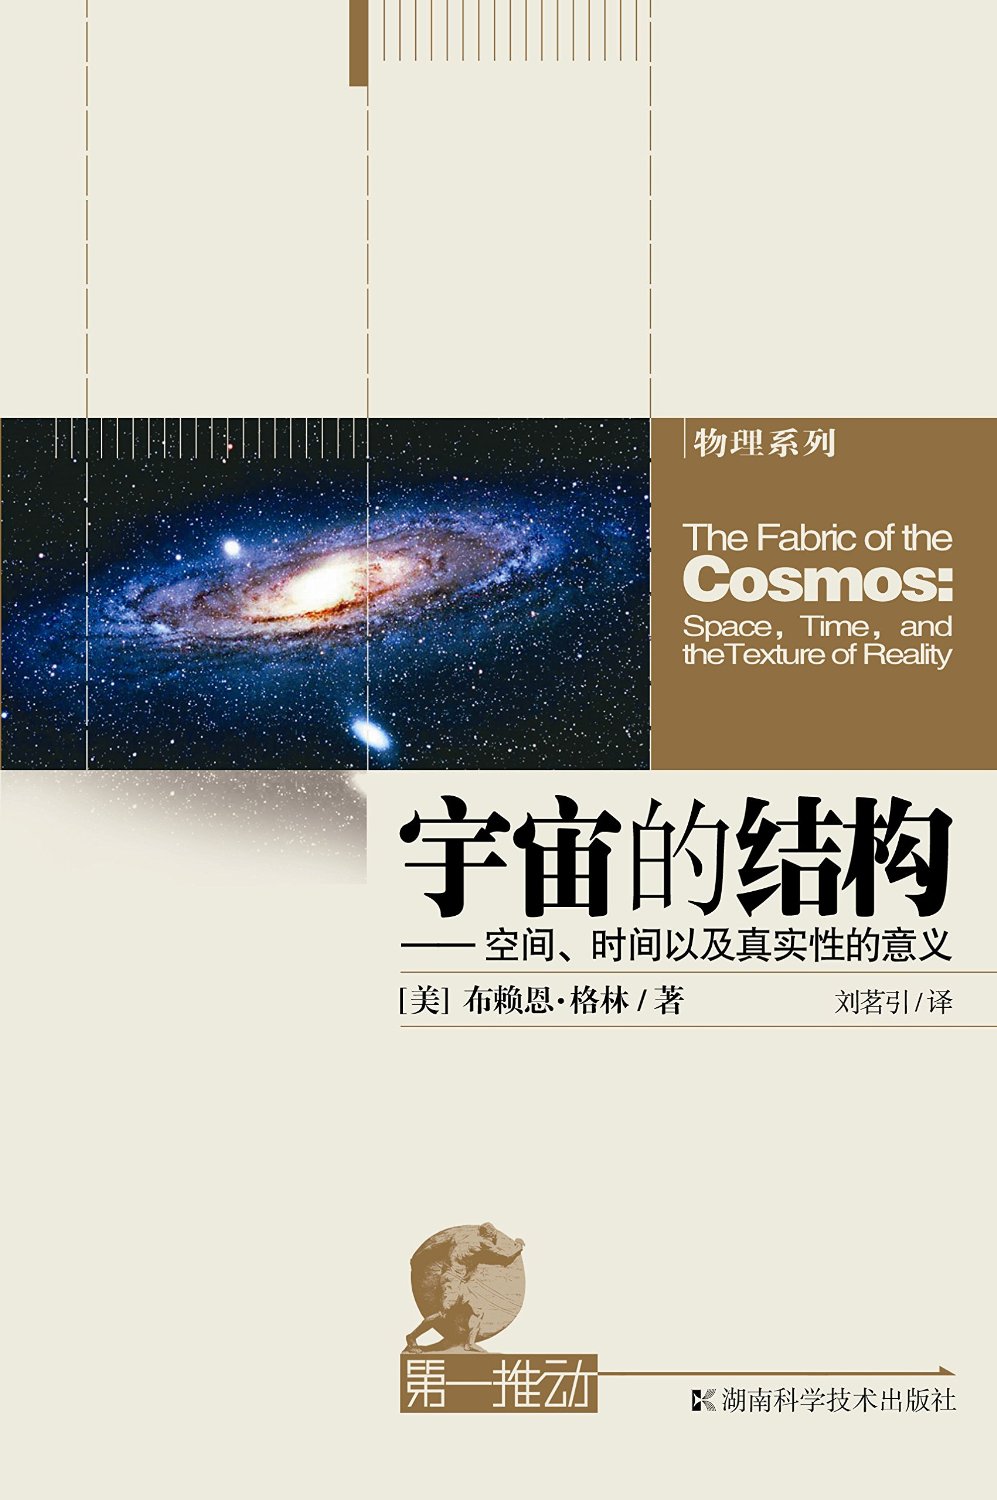 物理系列
The Fabric of the
Cosmos:
Space, Time, and
theTexture of Reality
宇宙的结构
—— 空间、时间以及真实性的意义
[美] 布赖恩·格林 / 著 刘茗引 / 译
第一推动
湖南科学技术出版社